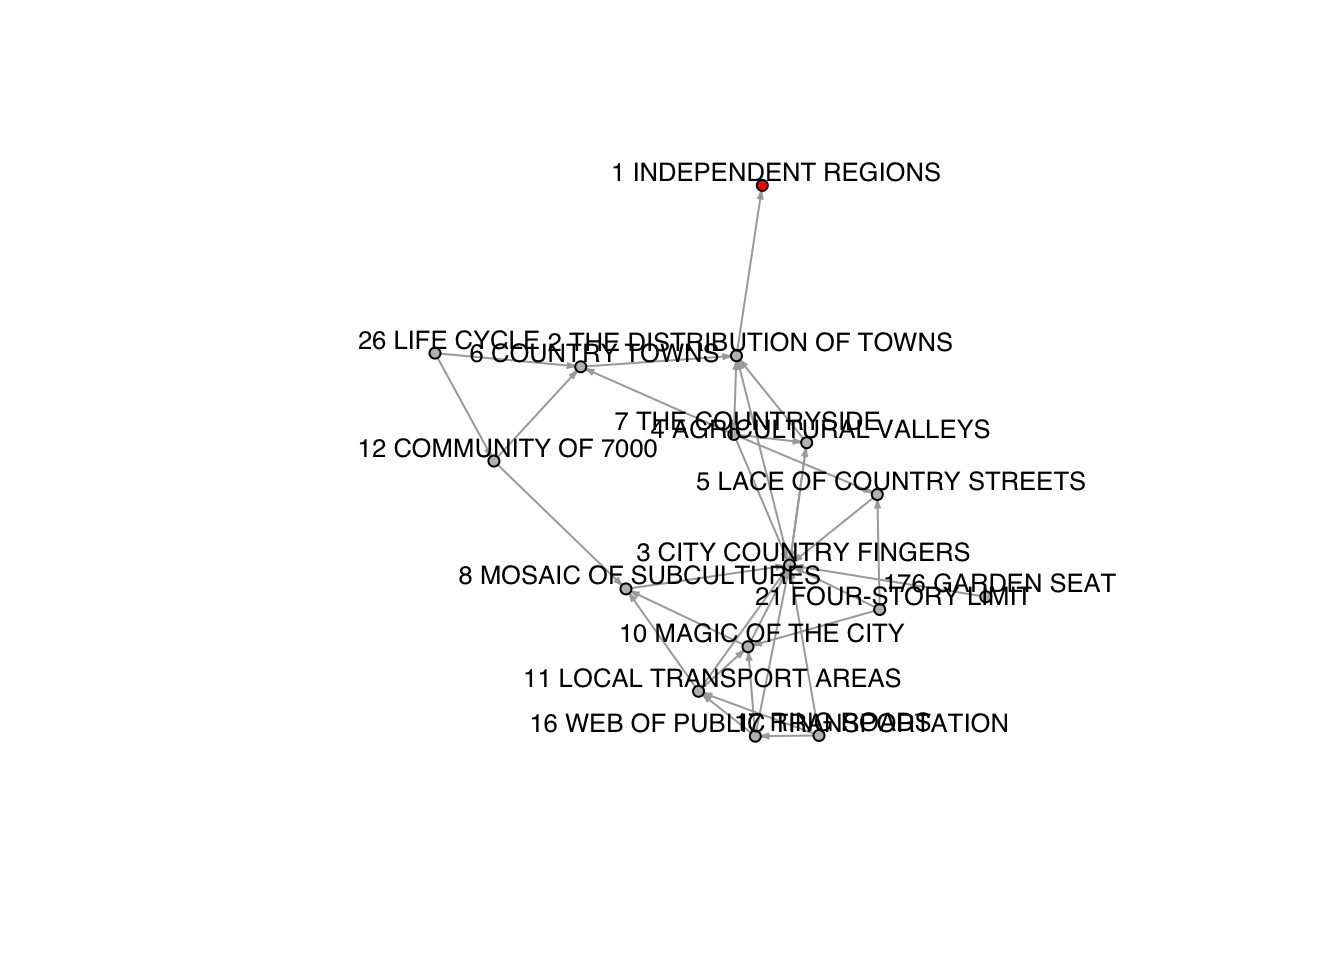 1 INDEPENDENT REGIONS
26 LIFE CYCLE
2 THE DISTRIBUTION OF TOWNS
6 COUNTRY TOWNS
7 THE COUNTRYSIDE
4 AGRICULTURAL VALLEYS
12 COMMUNITY OF 7000
5 LACE OF COUNTRY STREETS
3 CITY COUNTRY FINGERS
8 MOSAIC OF SUBCULTURES
176 GARDEN SEAT
21 FOUR-STORY LIMIT
10 MAGIC OF THE CITY
11 LOCAL TRANSPORT AREAS
16 WEB OF PUBLIC TRANSPORTATION
17 RING ROADS